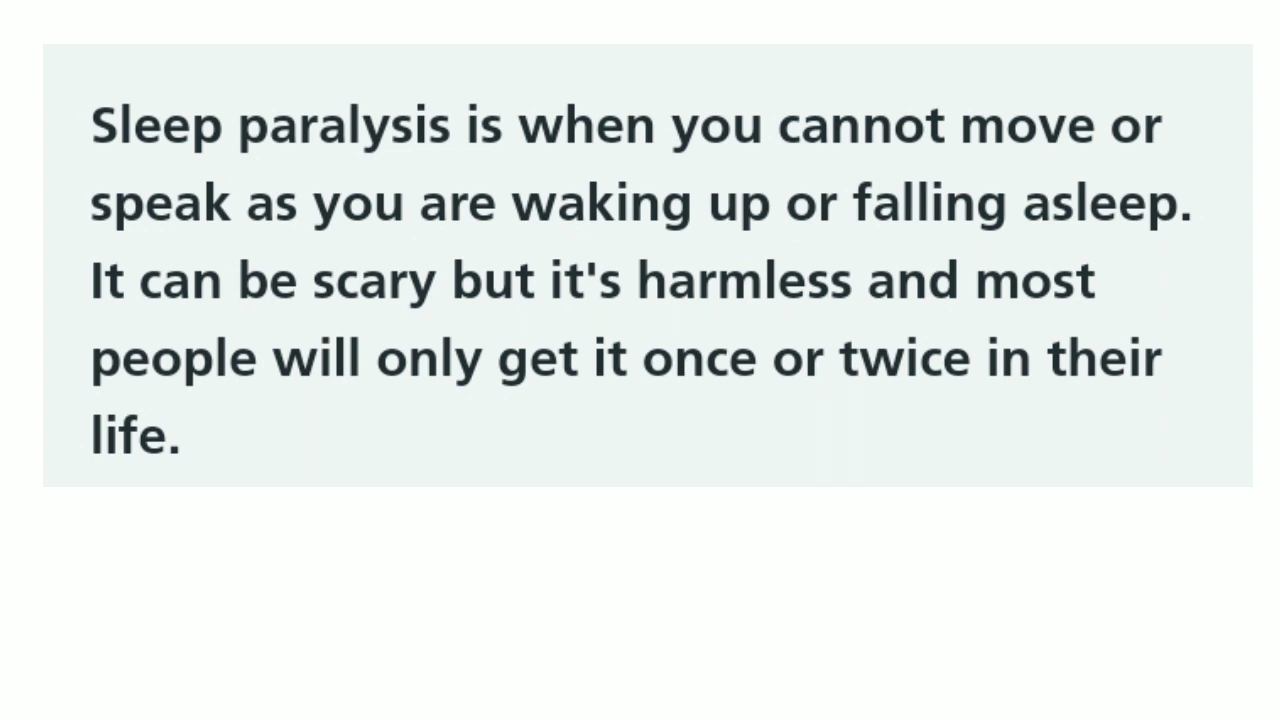 Sleep paralysis is when you cannot move or
speak as you are waking up or falling asleep.
It can be scary but it's harmless and most
people will only get it once or twice in their
life.